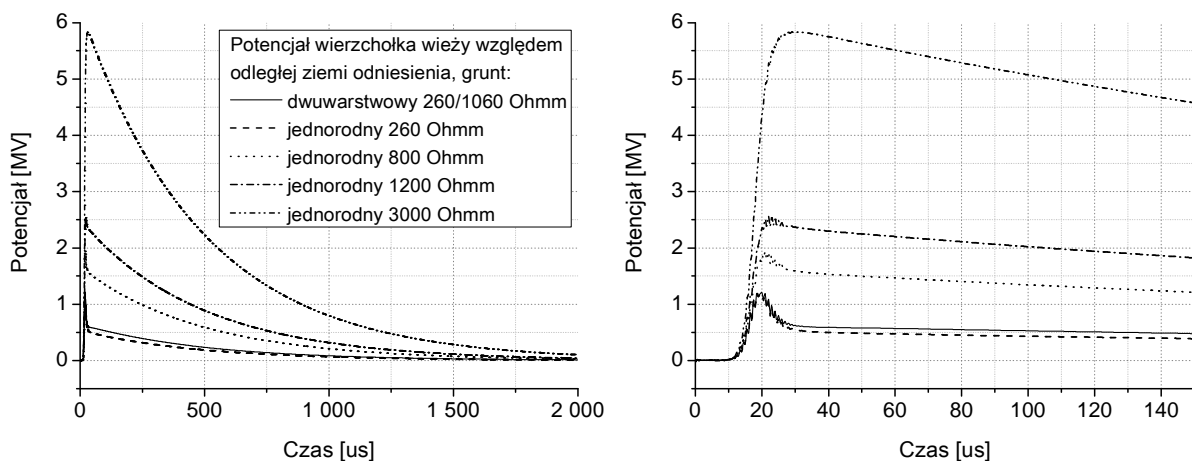 Potencjał [MV]
6
5
4
3
2
1
0
Potencjał wierzchołka wieży względem
odległej ziemi odniesienia, grunt:
dwuwarstwowy 260/1060 Ohmm
jednorodny 260 Ohmm
jednorodny 800 Ohmm
jednorodny 1200 Ohmm
jednorodny 3000 Ohmm
0 500 1 000 1 500 2 000
Czas [us]
Potencjał [MV]
6
5
4
3
2
1
0
0 20 40 60 80 100 120 140
Czas [us]